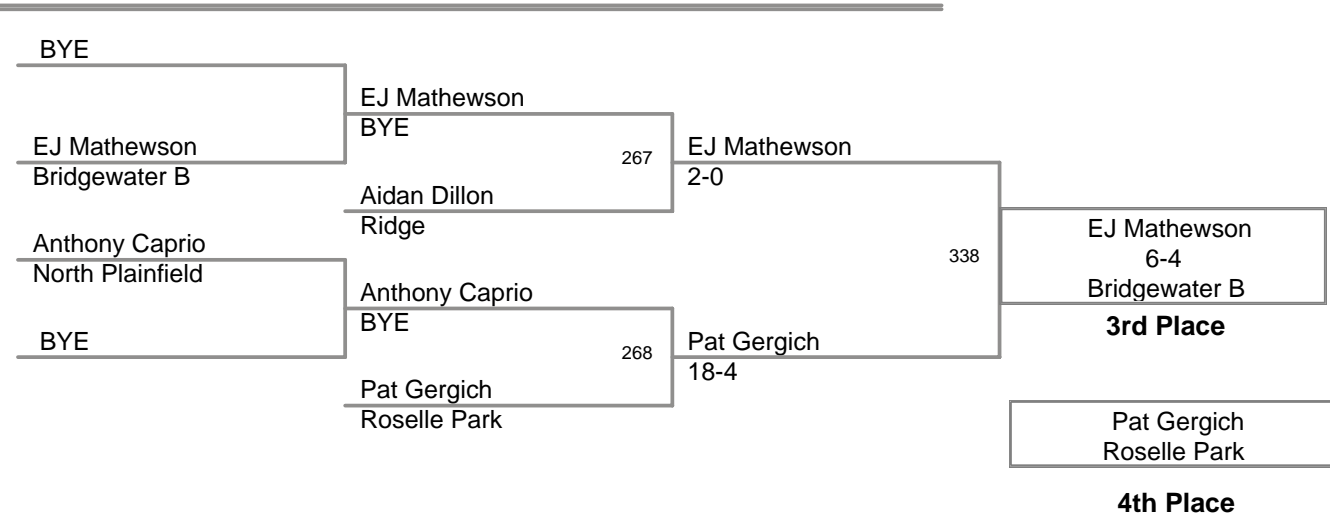 BYE
EJ Mathewson
Bridgewater B
Anthony Caprio
North Plainfield
BYE
EJ Mathewson
BYE
267
Aidan Dillon
Ridge
Anthony Caprio
BYE
268
Pat Gergich
Roselle Park
EJ Mathewson
2-0
338
Pat Gergich
18-4
EJ Mathewson
6-4
Bridgewater B
3rd Place
Pat Gergich
Roselle Park
4th Place